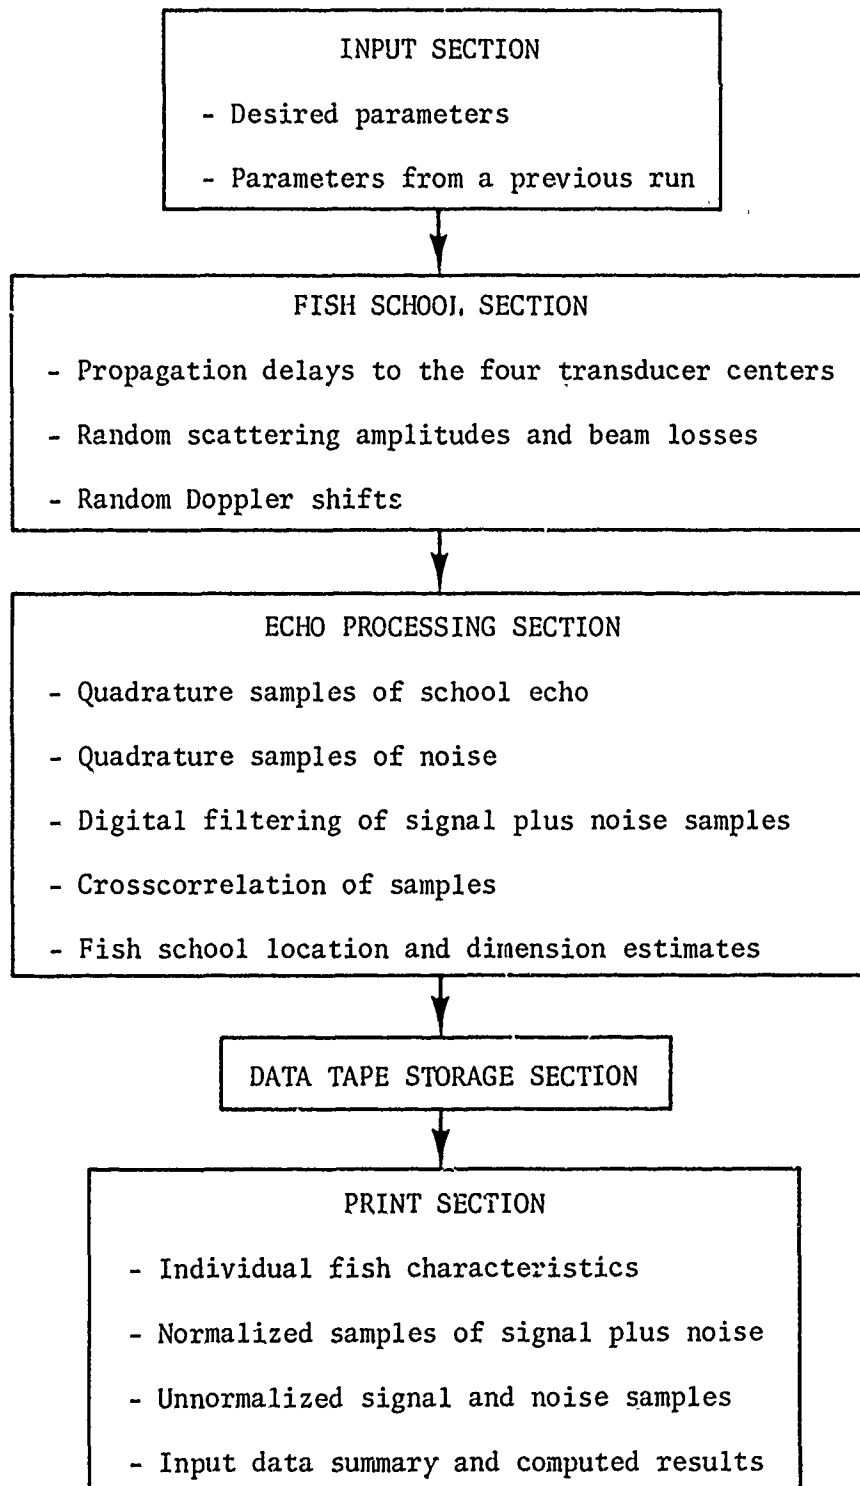 INPUT SECTION
- Desired parameters
- Parameters from a previous run
FISH SCHOOL SECTION
- Propagation delays to the four transducer centers
- Random scattering amplitudes and beam losses
- Random Doppler shifts
ECHO PROCESSING SECTION
- Quadrature samples of school echo
- Quadrature samples of noise
- Digital filtering of signal plus noise samples
- Crosscorrelation of samples
- Fish school location and dimension estimates
DATA TAPE STORAGE SECTION
PRINT SECTION
- Individual fish characteristics
- Normalized samples of signal plus noise
- Unnormalized signal and noise samples
- Input data summary and computed results